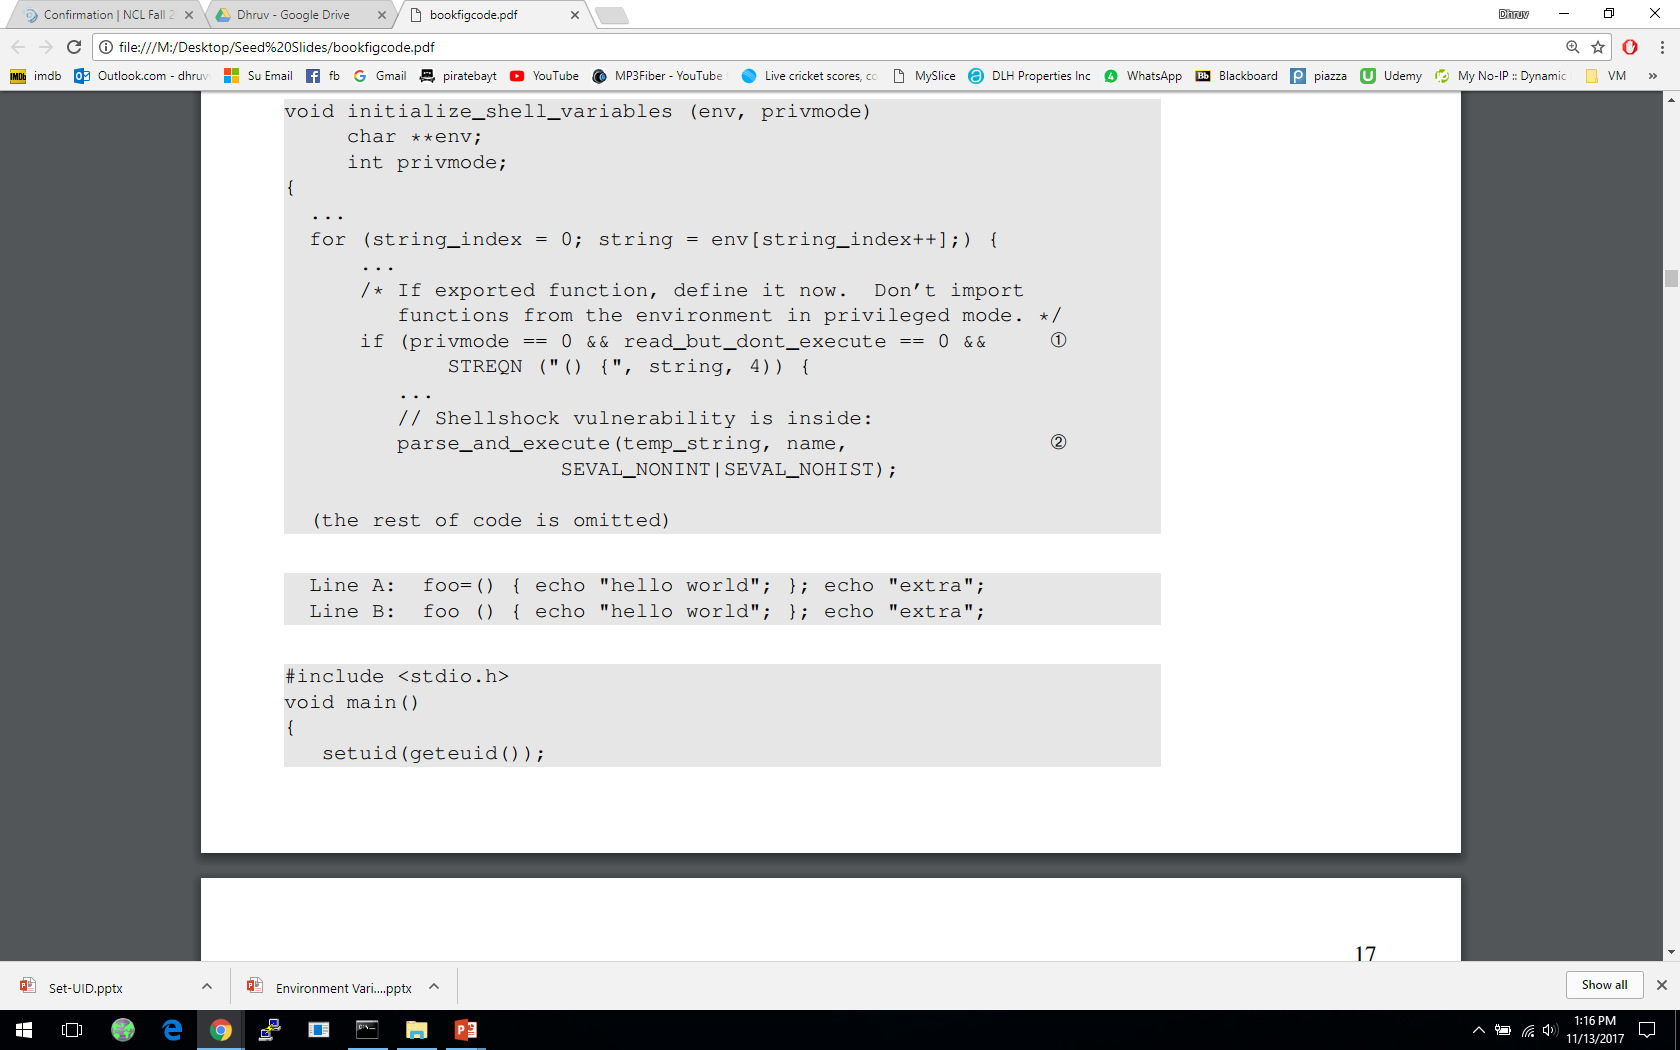 Confirmation | NCL Fall 2
Dhruv - Google Drive
bookfigcode.pdf
Dhruv
file:///M:/Desktop/Seed%20Slides/bookfigcode.pdf
IMDb imdb Outlook.com - dhruv Su Email fb Gmail piratebayt YouTube MP3Fiber - YouTube Live cricket scores, co MySlice DLH Properties Inc WhatsApp Bb Blackboard piazza Udemy My No-IP :: Dynamic VM »
void initialize_shell_variables (env, privmode)
char **env;
int privmode;
{
...
for (string_index = 0; string = env[string_index++];) {
...
/* If exported function, define it now.  Don’t import
functions from the environment in privileged mode. */
if (privmode == 0 && read_but_dont_execute == 0 && ①
STREQN ("() {", string, 4)) {
...
// Shellshock vulnerability is inside:
parse_and_execute(temp_string, name, ②
SEVAL_NONINT|SEVAL_NOHIST);
(the rest of code is omitted)
Line A:  foo=() { echo "hello world"; }; echo "extra";
Line B:  foo () { echo "hello world"; }; echo "extra";
#include <stdio.h>
void main()
{
setuid(geteuid());
17
Set-UID.pptx
Environment Vari....pptx
Show all
1:16 PM
11/13/2017